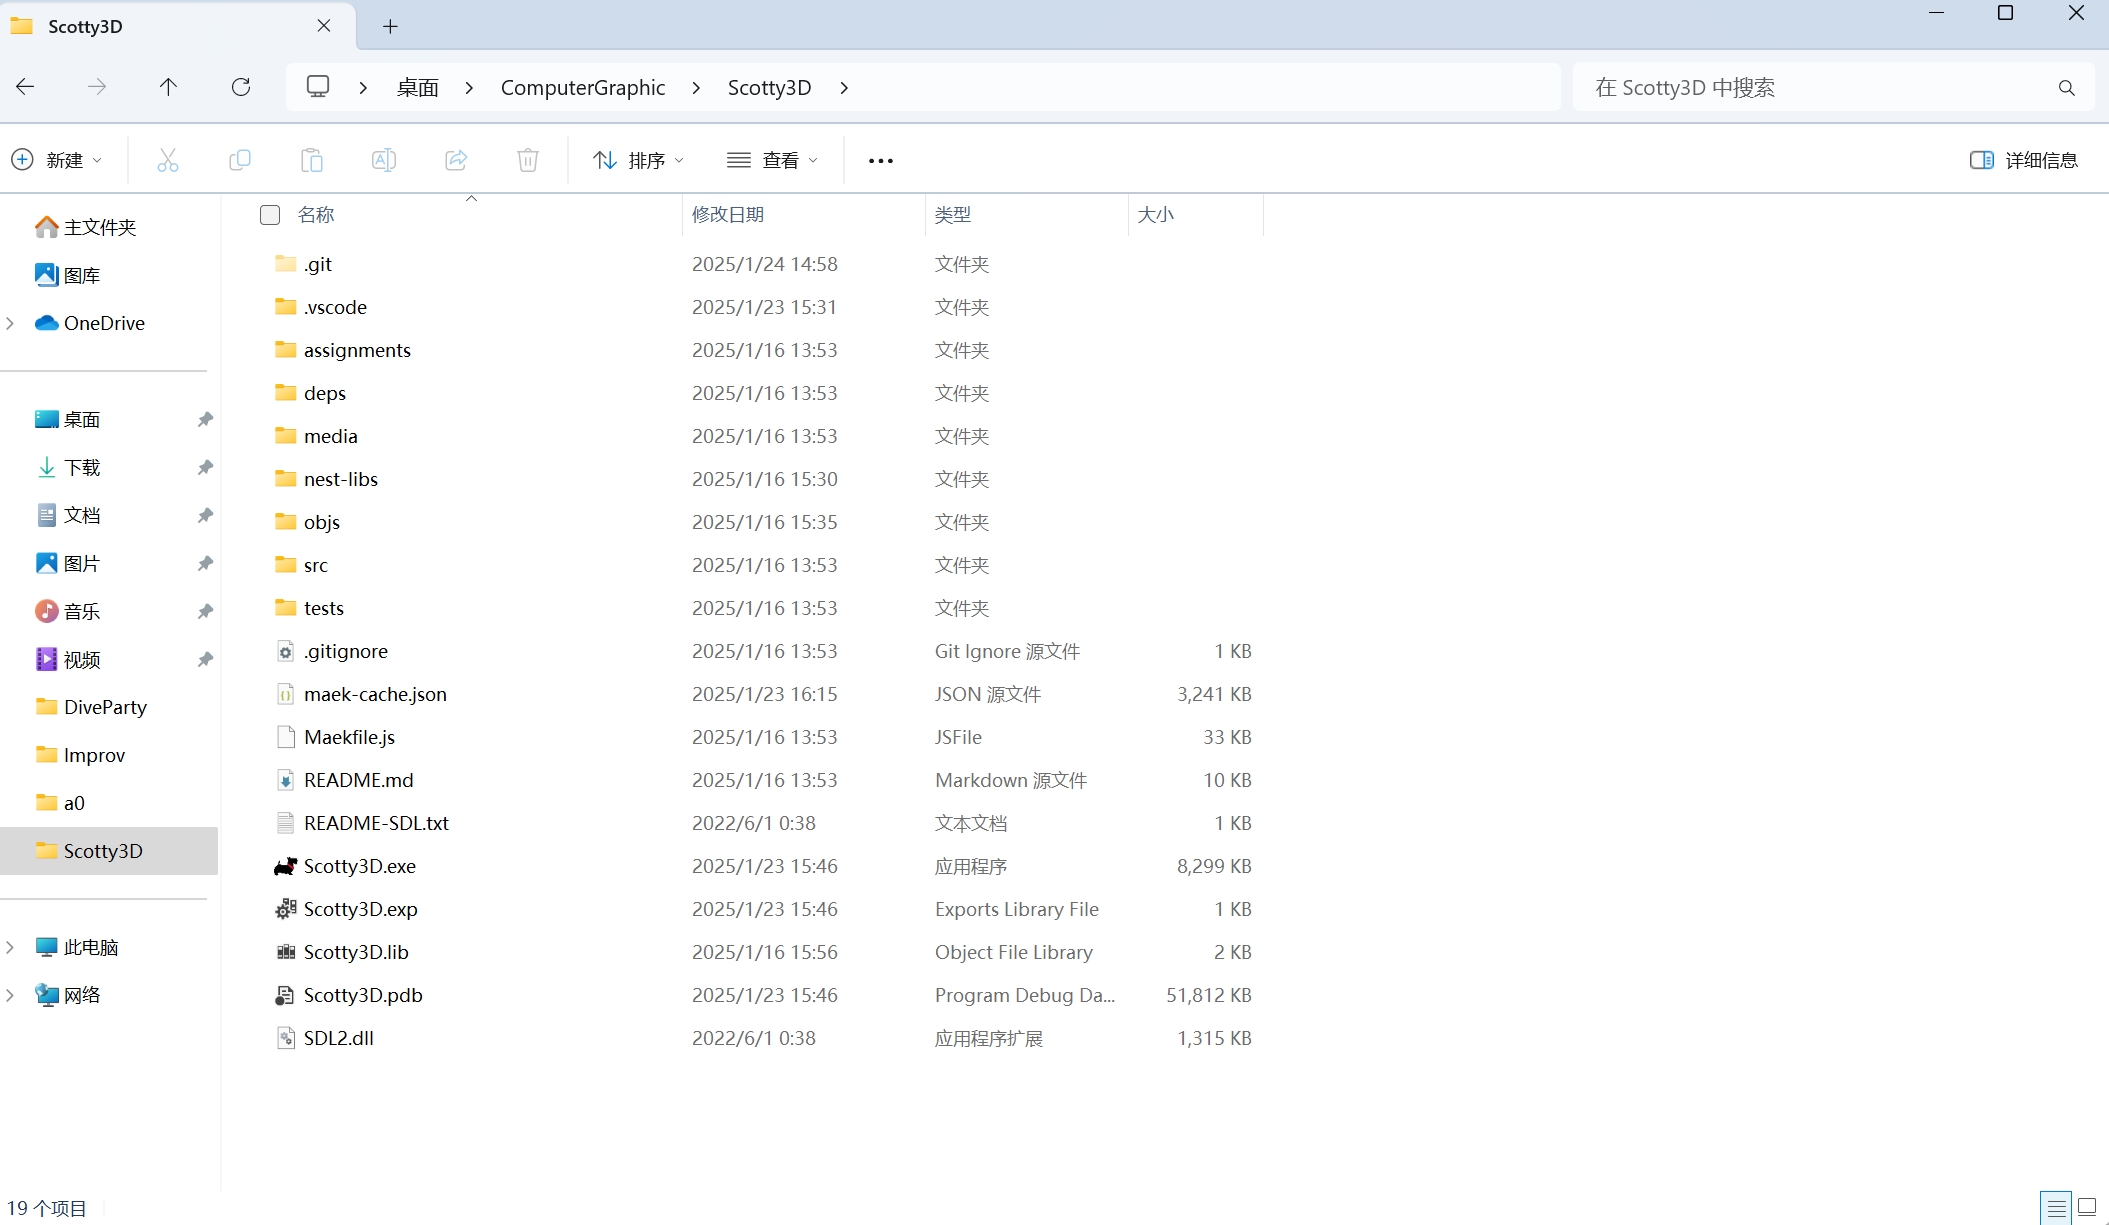 Scotty3D
桌面 ComputerGraphic Scotty3D
在 Scotty3D 中搜索
新建 排序 查看 详细信息
主文件夹
图库
OneDrive
桌面
下载
文档
图片
音乐
视频
DiveParty
Improv
a0
Scotty3D
此电脑
网络
名称 修改日期 类型 大小
.git 2025/1/24 14:58 文件夹
.vscode 2025/1/23 15:31 文件夹
assignments 2025/1/16 13:53 文件夹
deps 2025/1/16 13:53 文件夹
media 2025/1/16 13:53 文件夹
nest-libs 2025/1/16 15:30 文件夹
objs 2025/1/16 15:35 文件夹
src 2025/1/16 13:53 文件夹
tests 2025/1/16 13:53 文件夹
.gitignore 2025/1/16 13:53 Git Ignore 源文件 1 KB
maek-cache.json 2025/1/23 16:15 JSON 源文件 3,241 KB
Maekfile.js 2025/1/16 13:53 JSFile 33 KB
README.md 2025/1/16 13:53 Markdown 源文件 10 KB
README-SDL.txt 2022/6/1 0:38 文本文档 1 KB
Scotty3D.exe 2025/1/23 15:46 应用程序 8,299 KB
Scotty3D.exp 2025/1/23 15:46 Exports Library File 1 KB
Scotty3D.lib 2025/1/16 15:56 Object File Library 2 KB
Scotty3D.pdb 2025/1/23 15:46 Program Debug Da... 51,812 KB
SDL2.dll 2022/6/1 0:38 应用程序扩展 1,315 KB
19 个项目